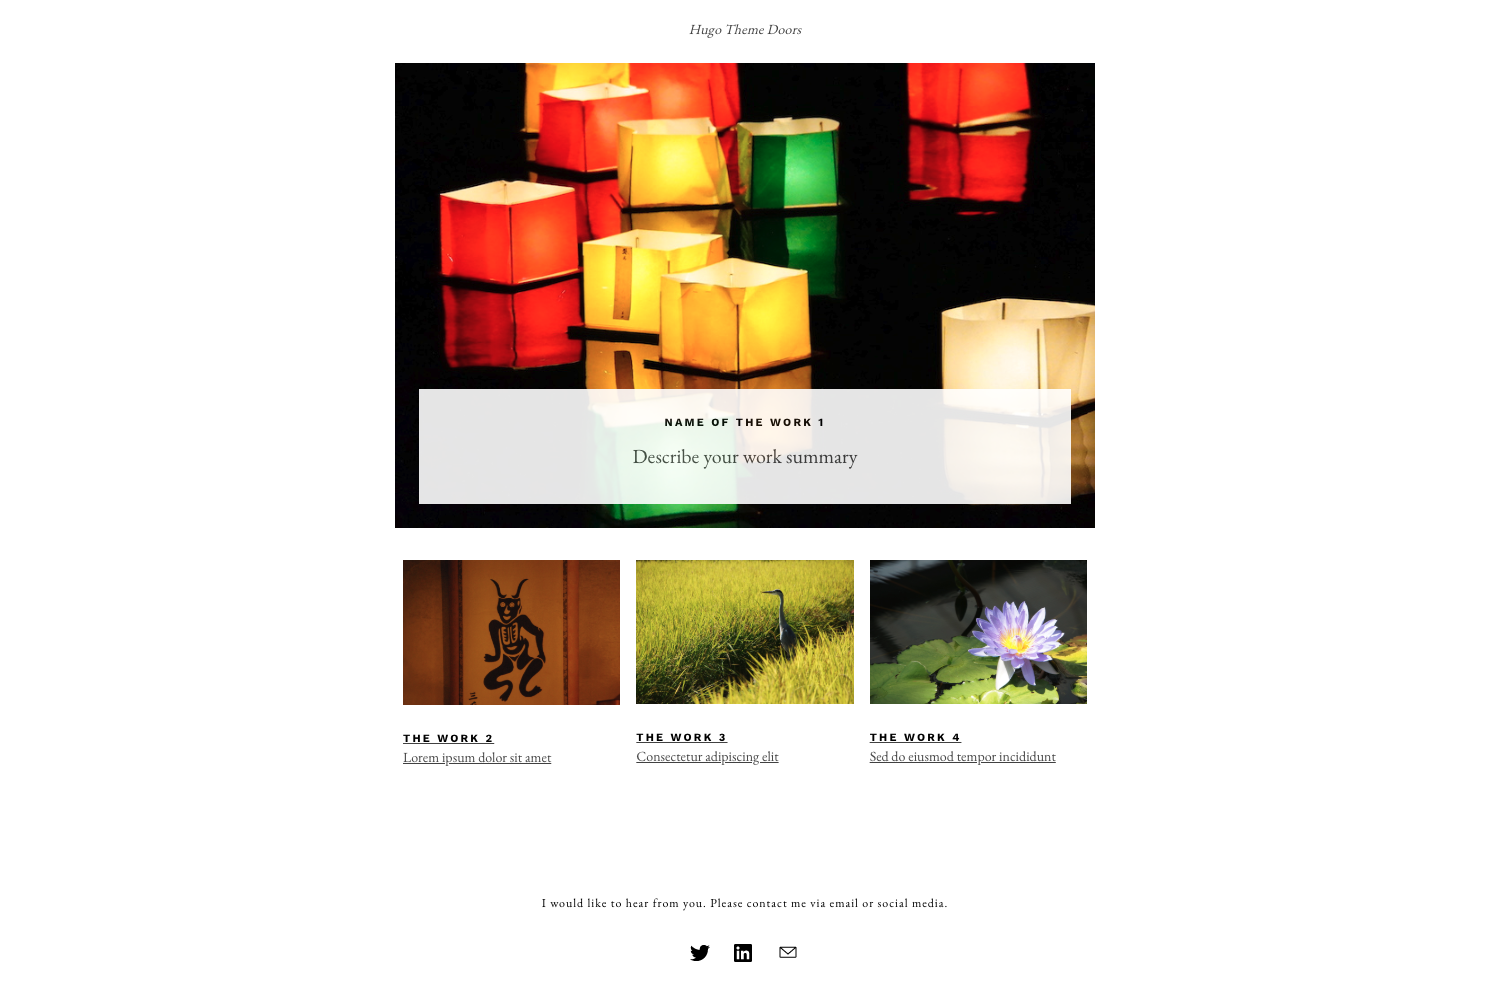 Hugo Theme Doors
NAME OF THE WORK 1
Describe your work summary
THE WORK 2
Lorem ipsum dolor sit amet
THE WORK 3
Consectetur adipiscing elit
THE WORK 4
Sed do eiusmod tempor incididunt
I would like to hear from you. Please contact me via email or social media.
in